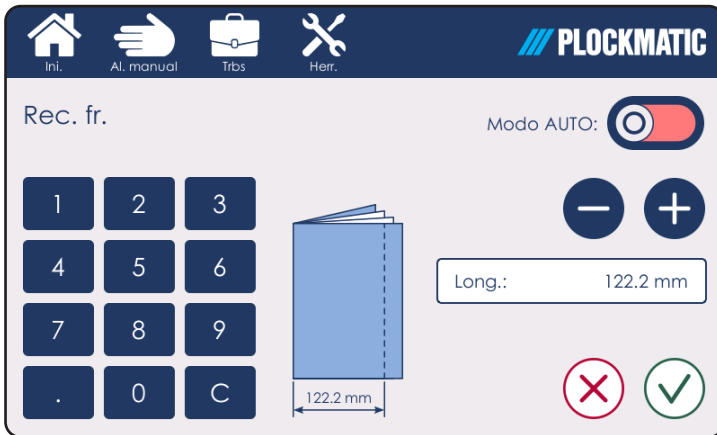 PLOCKMATIC
Ini.
Al. manual
Trbs
Herr.
Rec. fr.
Modo AUTO:
1 2 3
4 5 6
7 8 9
. 0 C
Long.: 122.2 mm
122.2 mm